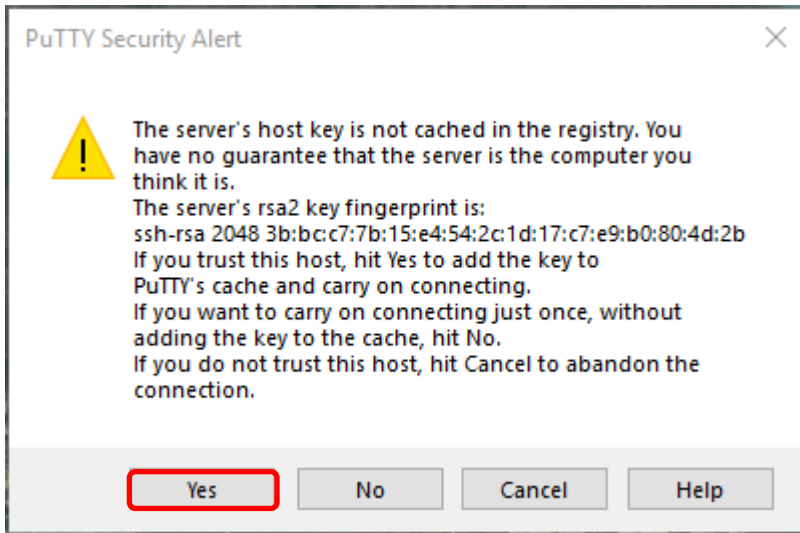 PuTTY Security Alert
The server's host key is not cached in the registry. You
have no guarantee that the server is the computer you
think it is.
The server's rsa2 key fingerprint is:
ssh-rsa 2048 3b:bc:c7:7b:15:e4:54:2c:1d:17:c7:e9:b0:80:4d:2b
If you trust this host, hit Yes to add the key to
PuTTY's cache and carry on connecting.
If you want to carry on connecting just once, without
adding the key to the cache, hit No.
If you do not trust this host, hit Cancel to abandon the
connection.
Yes No Cancel Help